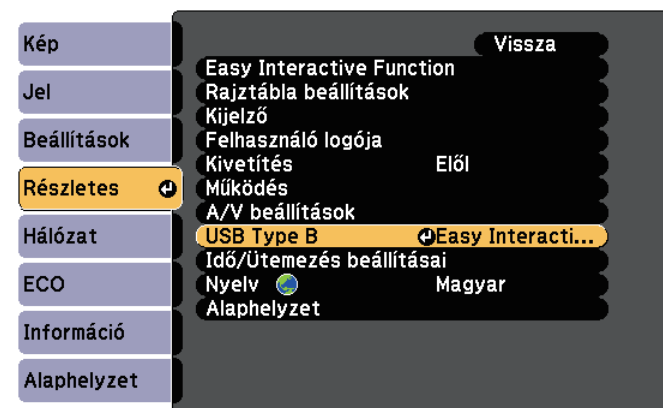 Kép
Jel
Beállítások
Részletes
Hálózat
ECO
Információ
Alaphelyzet
Vissza
Easy Interactive Function
Rajztábla beállítások
Kijelző
Felhasználó logója
Kivetítés Elől
Működés
A/V beállítások
USB Type B Easy Interacti...
Idő/Ütemezés beállításai
Nyelv Magyar
Alaphelyzet